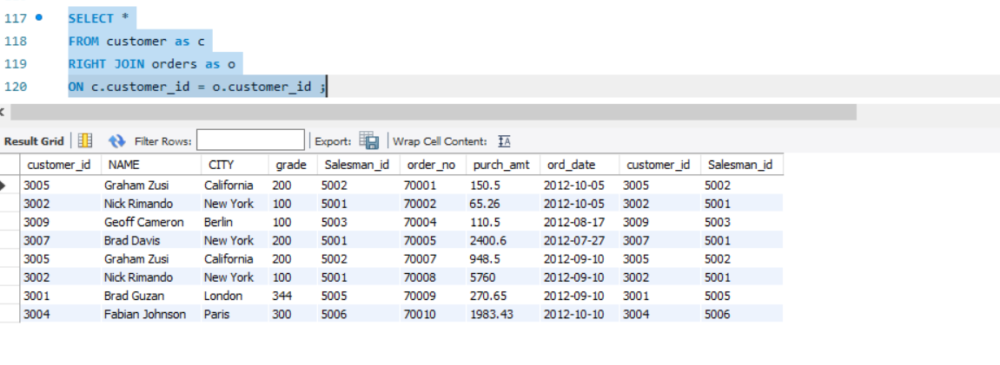 117 SELECT *
118 FROM customer as c
119 RIGHT JOIN orders as o
120 ON c.customer_id = o.customer_id ;
Result Grid Filter Rows: Export: Wrap Cell Content: IA
customer_id NAME CITY grade Salesman_id order_no purch_amt ord_date customer_id Salesman_id
3005 Graham Zusi California 200 5002 70001 150.5 2012-10-05 3005 5002
3002 Nick Rimando New York 100 5001 70002 65.26 2012-10-05 3002 5001
3009 Geoff Cameron Berlin 100 5003 70004 110.5 2012-08-17 3009 5003
3007 Brad Davis New York 200 5001 70005 2400.6 2012-07-27 3007 5001
3005 Graham Zusi California 200 5002 70007 948.5 2012-09-10 3005 5002
3002 Nick Rimando New York 100 5001 70008 5760 2012-09-10 3002 5001
3001 Brad Guzan London 344 5005 70009 270.65 2012-09-10 3001 5005
3004 Fabian Johnson Paris 300 5006 70010 1983.43 2012-10-10 3004 5006